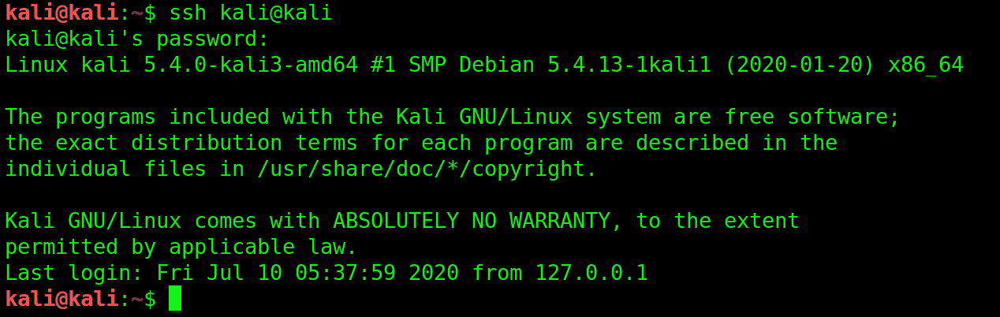 kali@kali:~$ ssh kali@kali
kali@kali's password:
Linux kali 5.4.0-kali3-amd64 #1 SMP Debian 5.4.13-1kali1 (2020-01-20) x86_64
The programs included with the Kali GNU/Linux system are free software;
the exact distribution terms for each program are described in the
individual files in /usr/share/doc/*/copyright.
Kali GNU/Linux comes with ABSOLUTELY NO WARRANTY, to the extent
permitted by applicable law.
Last login: Fri Jul 10 05:37:59 2020 from 127.0.0.1
kali@kali:~$